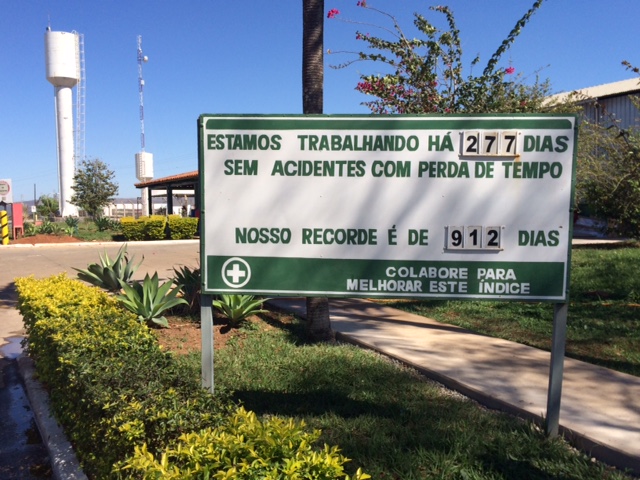 ESTAMOS TRABALHANDO HÁ 277 DIAS
SEM ACIDENTES COM PERDA DE TEMPO
NOSSO RECORDE É DE 912 DIAS
COLABORE PARA
MELHORAR ESTE ÍNDICE